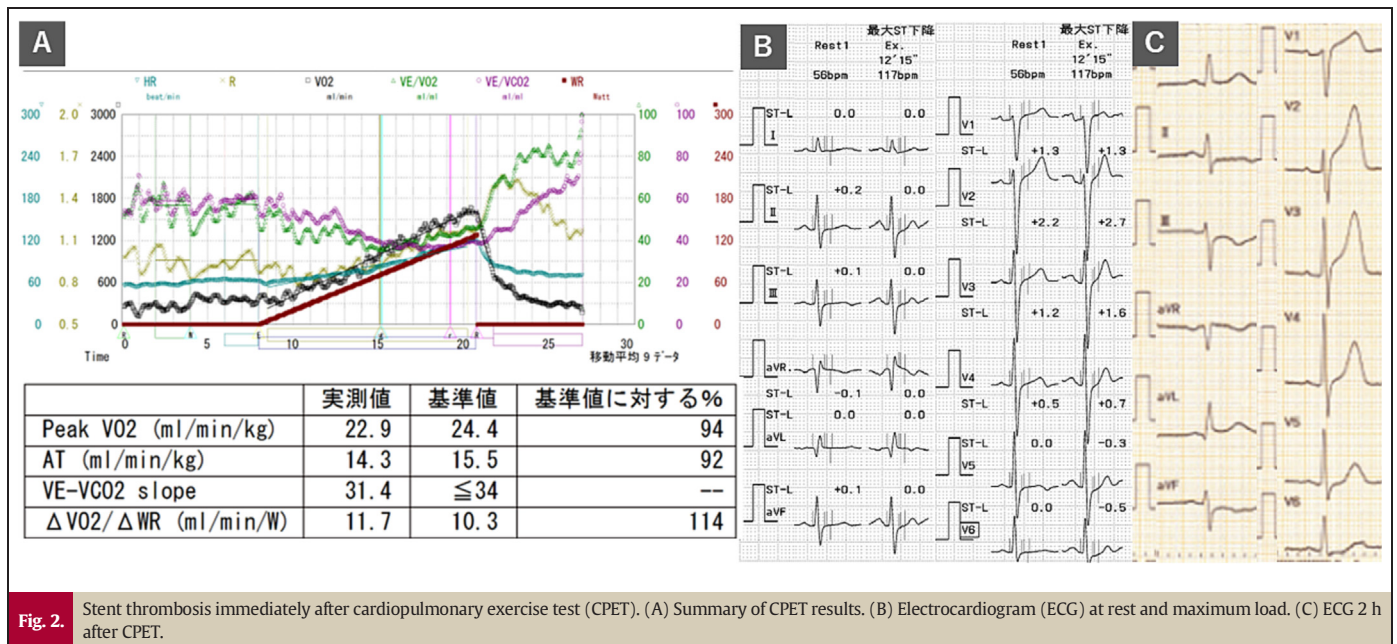 A
HR R VO2 VE/VO2 VE/VCO2 WR
beat/min ml/min ml/ml ml/ml Watt
300 2.0 3000 100 100 300
240 1.7 2400 80 80 240
180 1.4 1800 60 60 180
120 1.1 1200 40 40 120
60 0.8 600 20 20 60
0 0.5 0 0 0 0
0 5 10 15 20 25 30
Time 移動平均9データ
実測値 基準値 基準値に対する%
Peak VO2 (ml/min/kg) 22.9 24.4 94
AT (ml/min/kg) 14.3 15.5 92
VE-VCO2 slope 31.4 ≦34 --
ΔVO2/ΔWR (ml/min/W) 11.7 10.3 114
B
最大ST下降 最大ST下降
Rest1 Ex. Rest1 Ex.
12'15" 12'15"
56bpm 117bpm 56bpm 117bpm
ST-L 0.0 0.0
I
ST-L +0.2 0.0
II
ST-L +0.1 0.0
III
aVR.
ST-L -0.1 0.0
ST-L 0.0 0.0
aVL
ST-L +0.1 0.0
aVF
V1
ST-L +1.3 +1.3
V2
ST-L +2.2 +2.7
V3
ST-L +1.2 +1.6
V4
ST-L +0.5 +0.7
ST-L 0.0 -0.3
V5
ST-L 0.0 -0.5
V6
C
II
III
aVR
aVL
aVF
V1
V2
V3
V4
V5
V6
Fig. 2. Stent thrombosis immediately after cardiopulmonary exercise test (CPET). (A) Summary of CPET results. (B) Electrocardiogram (ECG) at rest and maximum load. (C) ECG 2 h
after CPET.